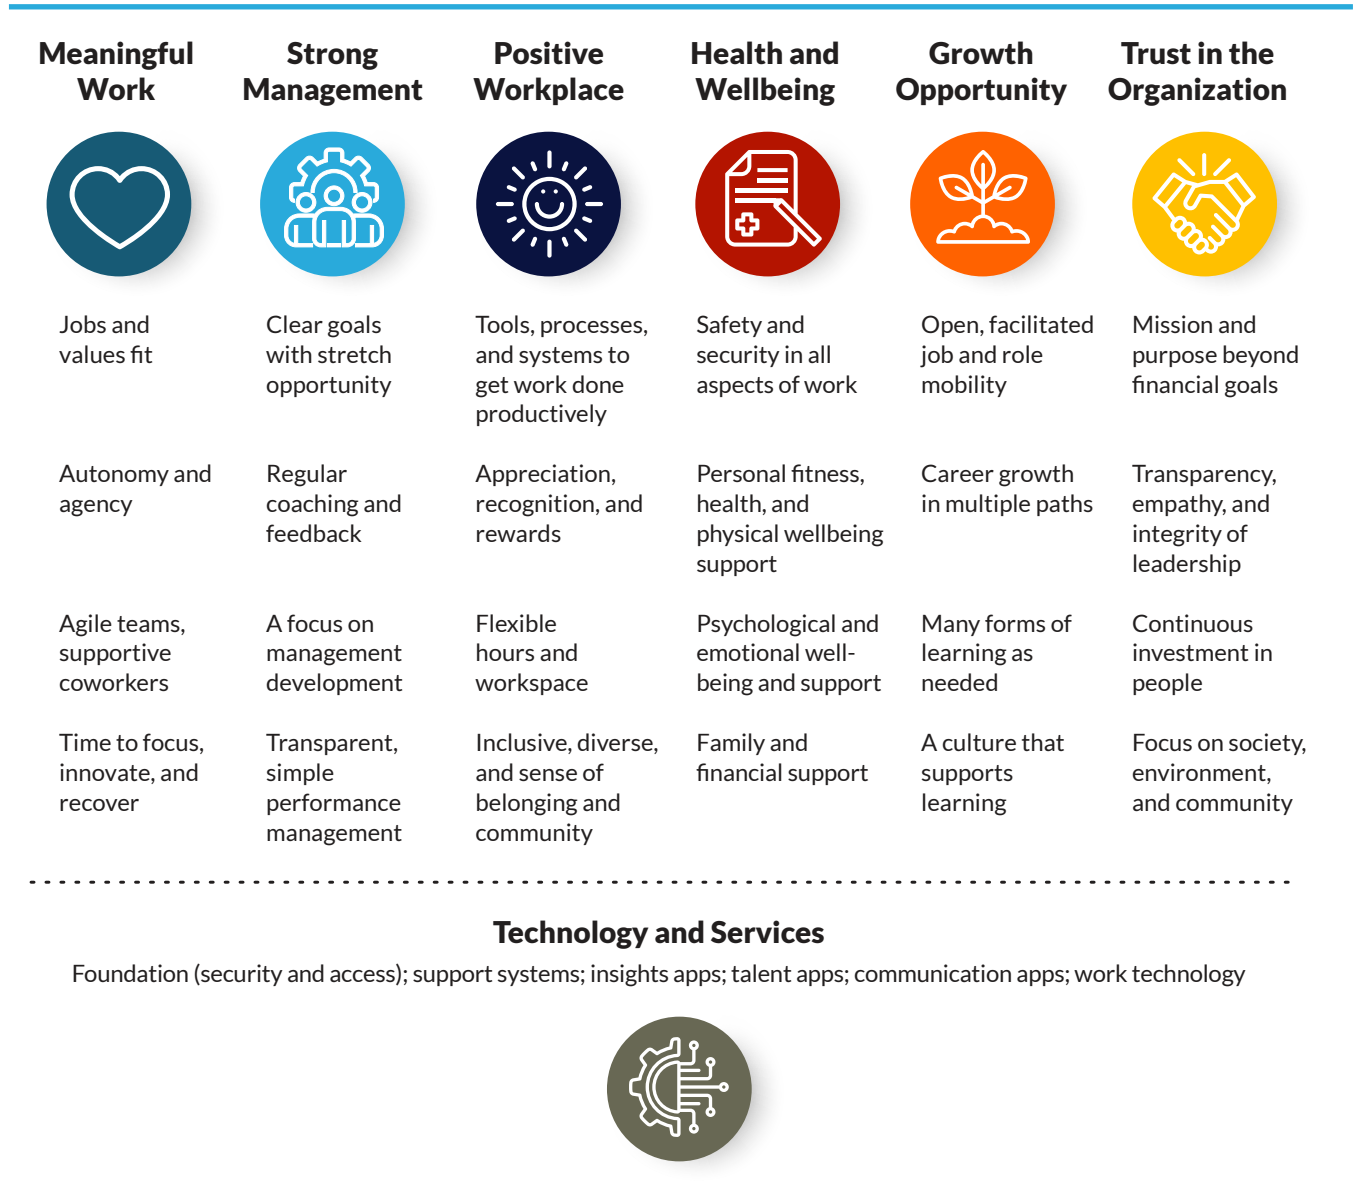 Meaningful
Work
Strong
Management
Positive
Workplace
Health and
Wellbeing
Growth
Opportunity
Trust in the
Organization
Jobs and
values fit
Clear goals
with stretch
opportunity
Tools, processes,
and systems to
get work done
productively
Safety and
security in all
aspects of work
Open, facilitated
job and role
mobility
Mission and
purpose beyond
financial goals
Autonomy and
agency
Regular
coaching and
feedback
Appreciation,
recognition, and
rewards
Personal fitness,
health, and
physical wellbeing
support
Career growth
in multiple paths
Transparency,
empathy, and
integrity of
leadership
Agile teams,
supportive
coworkers
A focus on
management
development
Flexible
hours and
workspace
Psychological and
emotional well-
being and support
Many forms of
learning as
needed
Continuous
investment in
people
Time to focus,
innovate, and
recover
Transparent,
simple
performance
management
Inclusive, diverse,
and sense of
belonging and
community
Family and
financial support
A culture that
supports
learning
Focus on society,
environment,
and community
Technology and Services
Foundation (security and access); support systems; insights apps; talent apps; communication apps; work technology